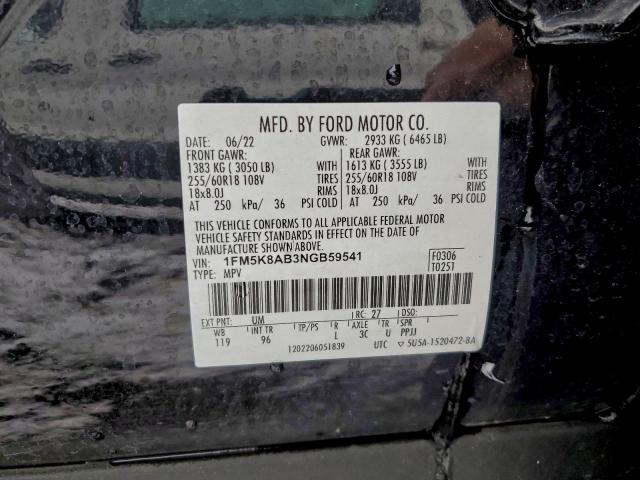 MFD. BY FORD MOTOR CO.
DATE: 06/22 GVWR: 2933 KG ( 6465 LB)
FRONT GAWR: REAR GAWR:
1383 KG ( 3050 LB) WITH 1613 KG ( 3555 LB) WITH
255/60R18 108V TIRES 255/60R18 108V TIRES
18x8.0J RIMS 18x8.0J RIMS
AT 250 kPa/ 36 PSI COLD AT 250 kPa/ 36 PSI COLD
THIS VEHICLE CONFORMS TO ALL APPLICABLE FEDERAL MOTOR
VEHICLE SAFETY STANDARDS IN EFFECT ON THE DATE OF
MANUFACTURE SHOWN ABOVE.
VIN: 1FM5K8AB3NGB59541 F0306
TYPE: MPV T0251
EXT PNT: UM RC: 27 DSO:
WB INT TR TP/PS R AXLE TR SPR
119 96 L 3C U PPJJ
1202206051839 UTC ▽ 5USA-1520472-BA